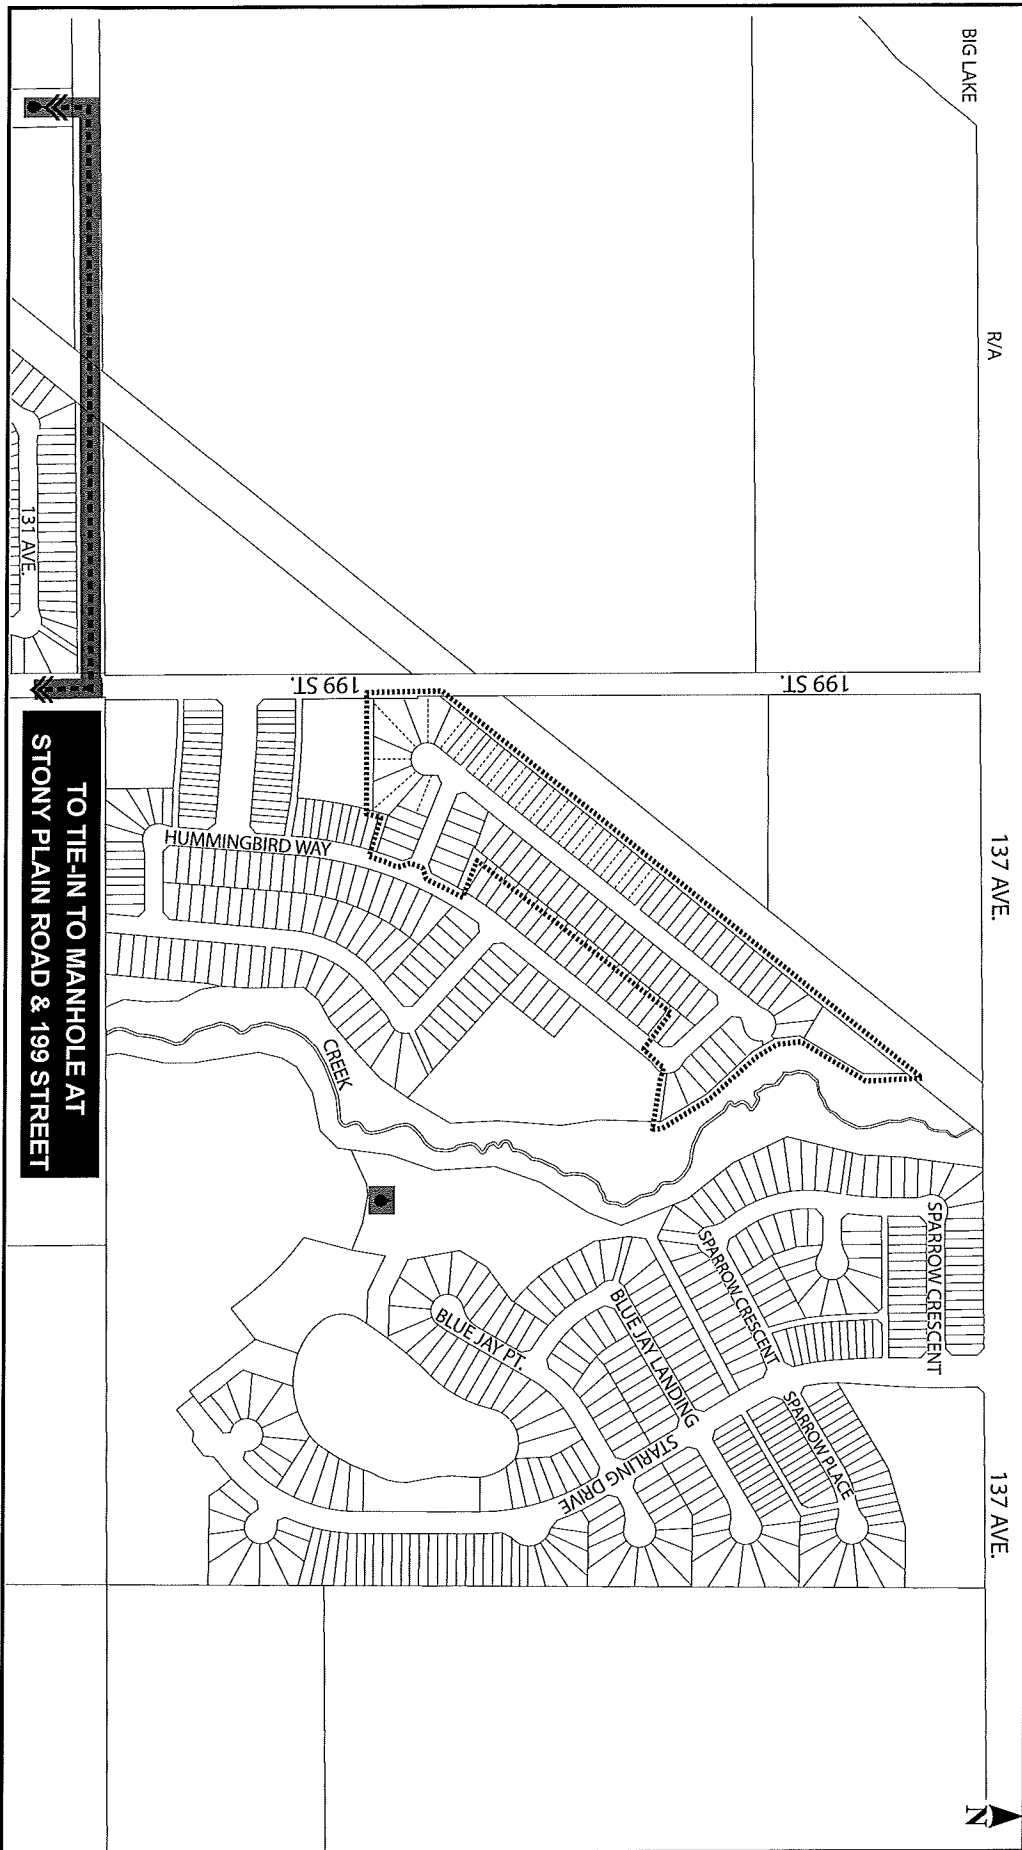 BIG LAKE
R/A
137 AVE.
137 AVE.
199 ST.
199 ST.
131 AVE.
HUMMINGBIRD WAY
CREEK
SPARROW CRESCENT
SPARROW CRESCENT
SPARROW PLACE
BLUE JAY LANDING
BLUE JAY PT.
STARLING DRIVE
TO TIE-IN TO MANHOLE AT
STONY PLAIN ROAD & 199 STREET
N